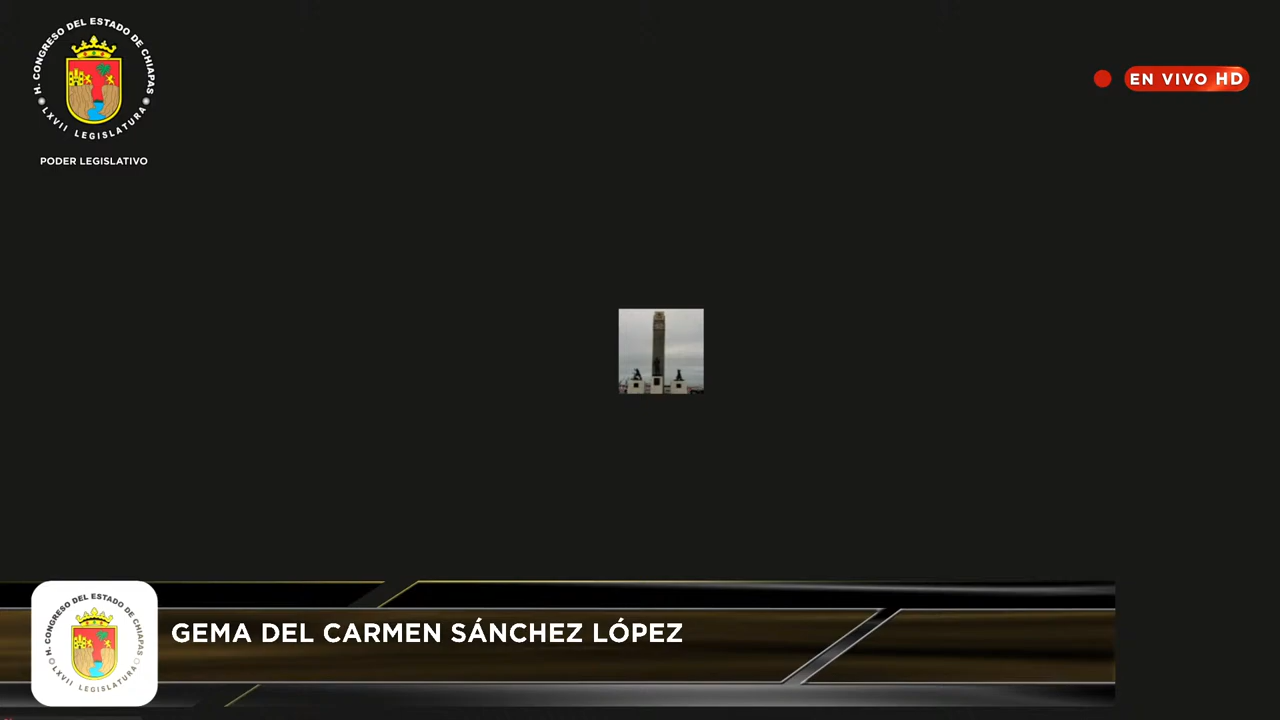 H. CONGRESO DEL ESTADO DE CHIAPAS
LXVII LEGISLATURA
PODER LEGISLATIVO
EN VIVO HD
GEMA DEL CARMEN SÁNCHEZ LÓPEZ
H. CONGRESO DEL ESTADO DE CHIAPAS
LXVII LEGISLATURA